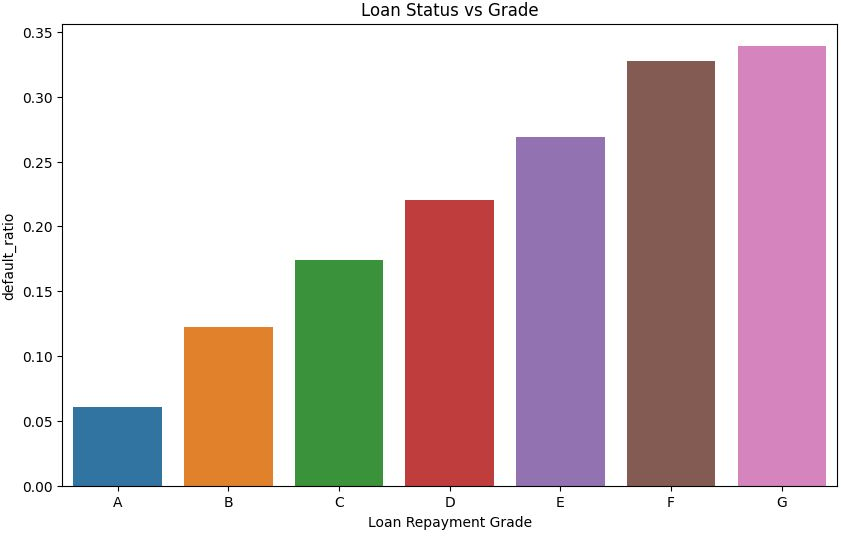 Loan Status vs Grade
0.35
0.30
0.25
0.20
0.15
0.10
0.05
0.00
default_ratio
A B C D E F G
Loan Repayment Grade